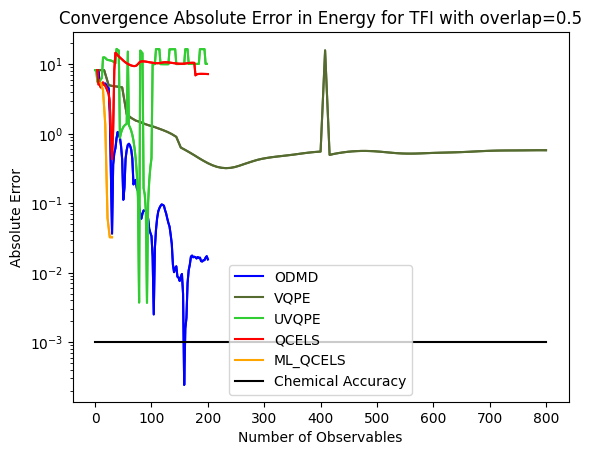 Convergence Absolute Error in Energy for TFI with overlap=0.5
Absolute Error
10^1
10^0
10^-1
10^-2
10^-3
ODMD
VQPE
UVQPE
QCELS
ML_QCELS
Chemical Accuracy
0 100 200 300 400 500 600 700 800
Number of Observables